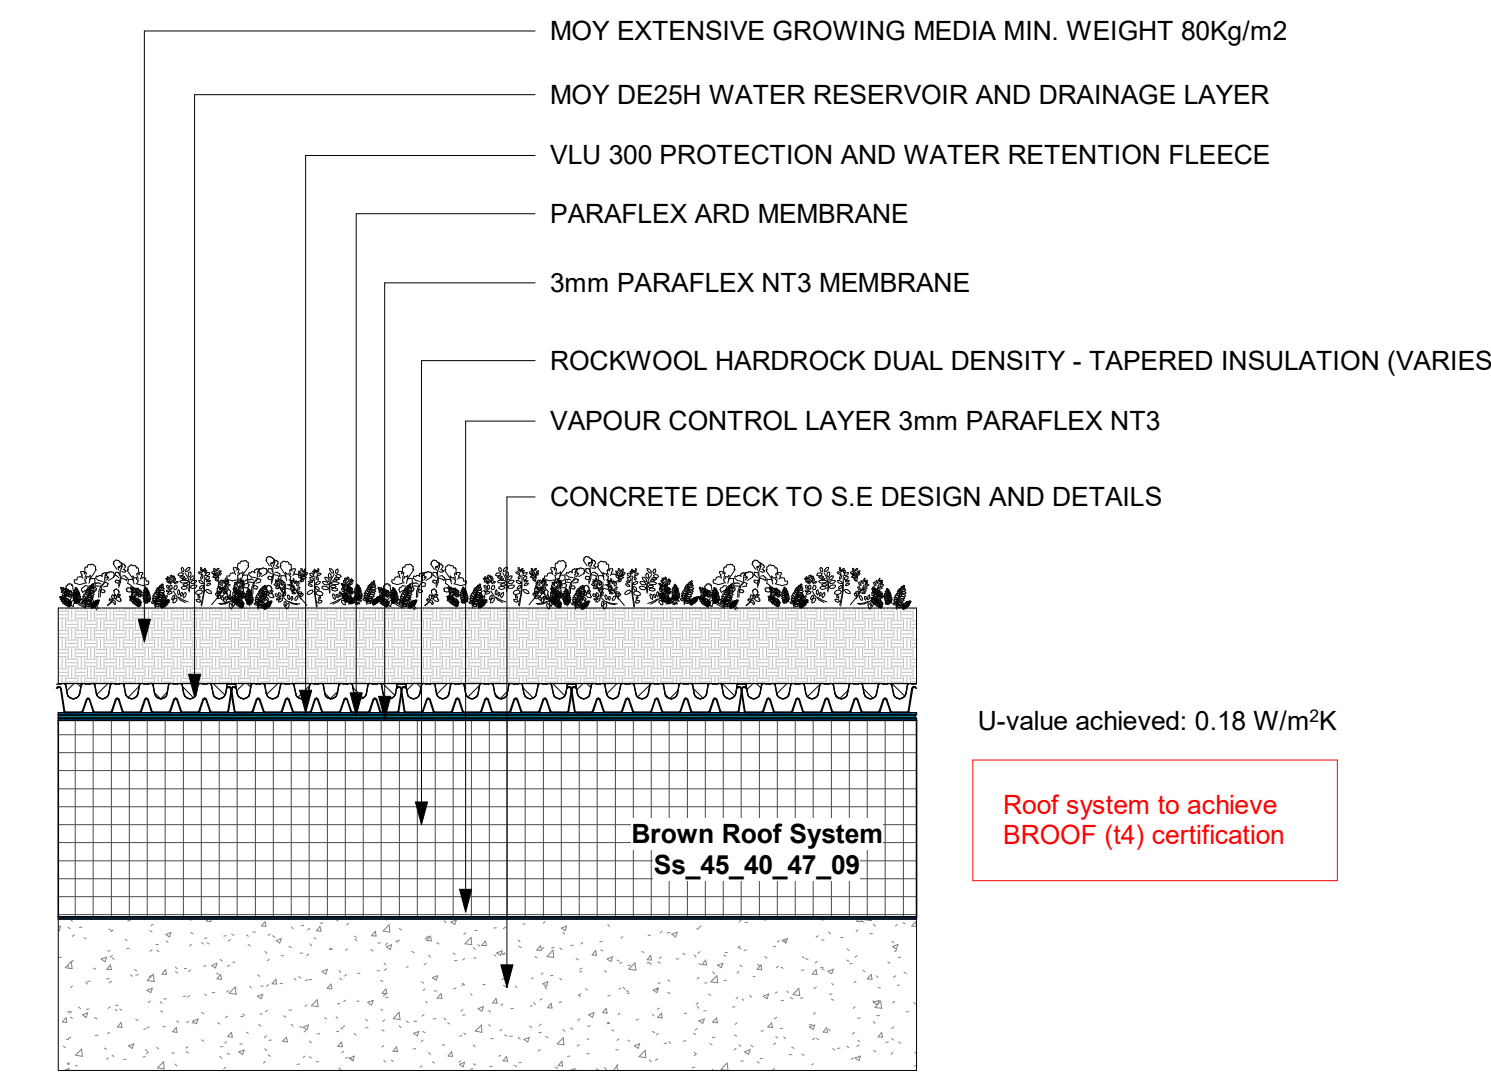 MOY EXTENSIVE GROWING MEDIA MIN. WEIGHT 80Kg/m2
MOY DE25H WATER RESERVOIR AND DRAINAGE LAYER
VLU 300 PROTECTION AND WATER RETENTION FLEECE
PARAFLEX ARD MEMBRANE
3mm PARAFLEX NT3 MEMBRANE
ROCKWOOL HARDROCK DUAL DENSITY - TAPERED INSULATION (VARIES
VAPOUR CONTROL LAYER 3mm PARAFLEX NT3
CONCRETE DECK TO S.E DESIGN AND DETAILS
U-value achieved: 0.18 W/m²K
Roof system to achieve
BROOF (t4) certification
Brown Roof System
Ss_45_40_47_09